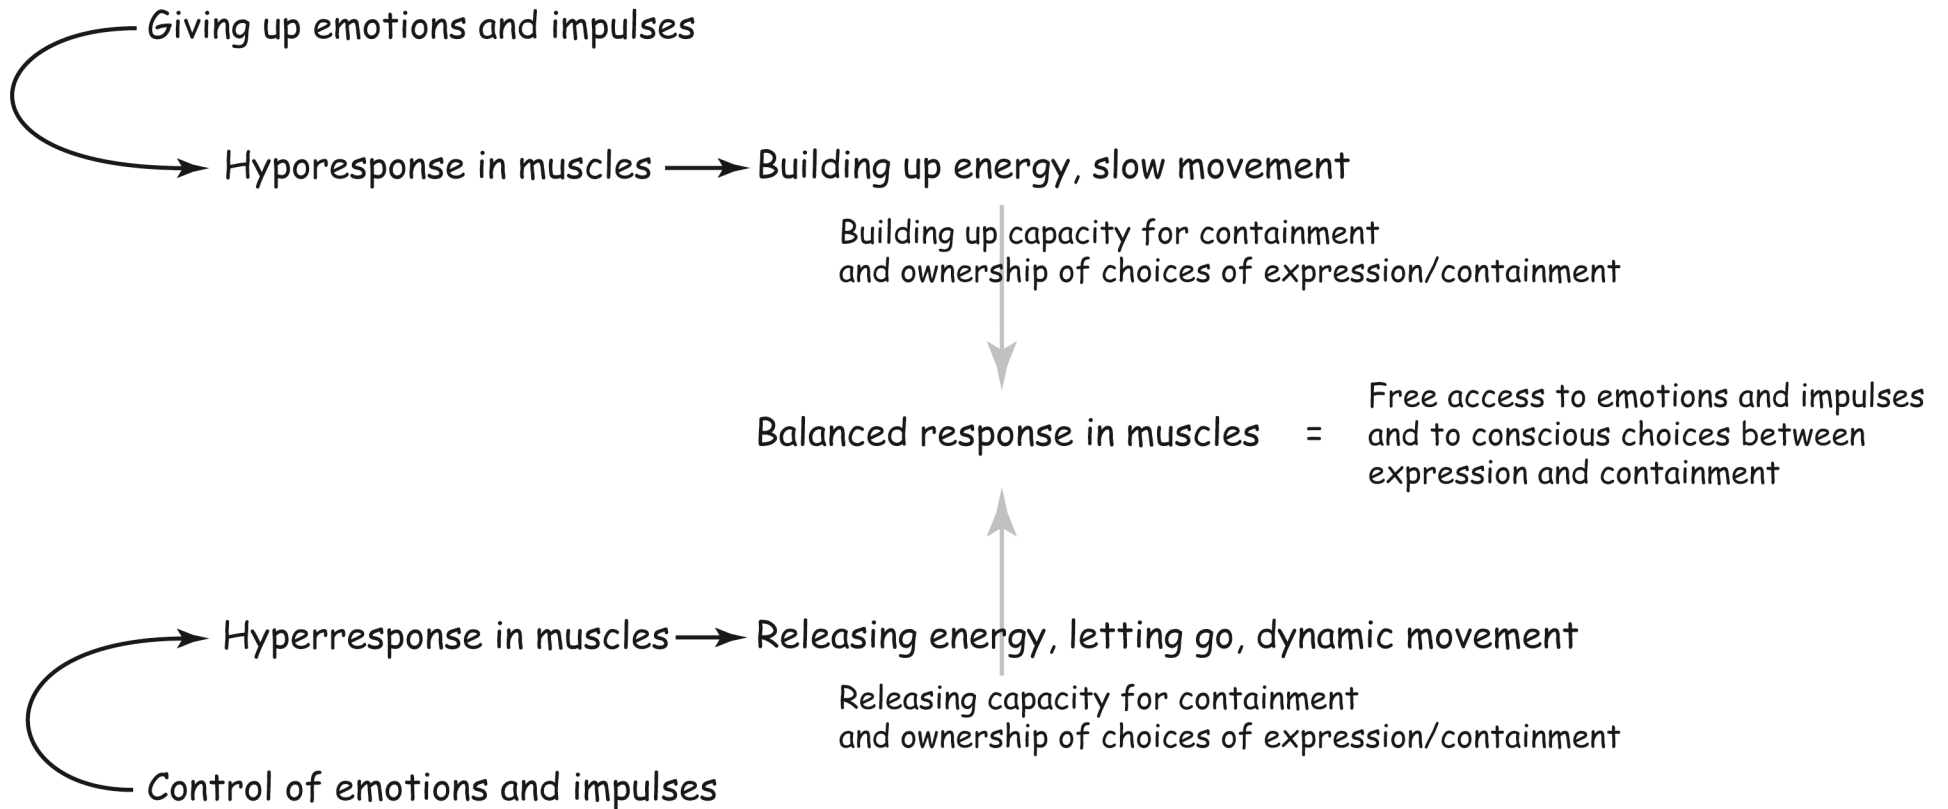 Giving up emotions and impulses
Hyporesponse in muscles
Building up energy, slow movement
Building up capacity for containment
and ownership of choices of expression/containment
Balanced response in muscles
=
Free access to emotions and impulses
and to conscious choices between
expression and containment
Hyperresponse in muscles
Releasing energy, letting go, dynamic movement
Releasing capacity for containment
and ownership of choices of expression/containment
Control of emotions and impulses